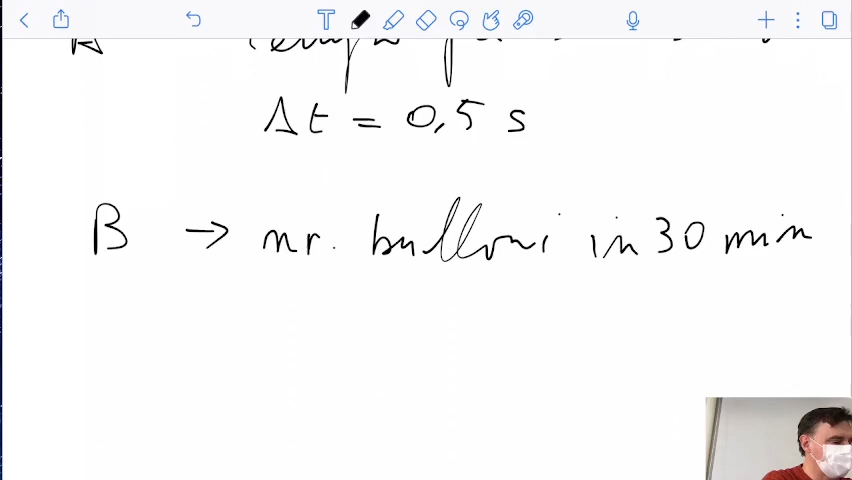 Δt = 0,5 s
B → nr. bulloni in 30 min